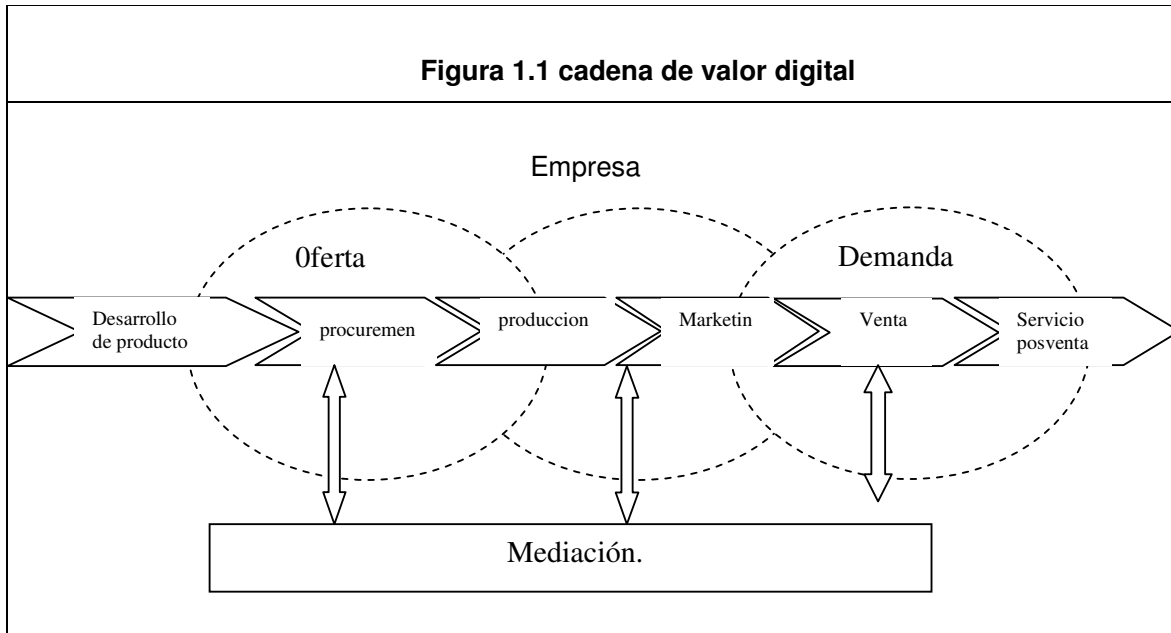 Figura 1.1 cadena de valor digital
Empresa
0ferta
Demanda
Desarrollo
de producto
procuremen
produccion
Marketin
Venta
Servicio
posventa
Mediación.